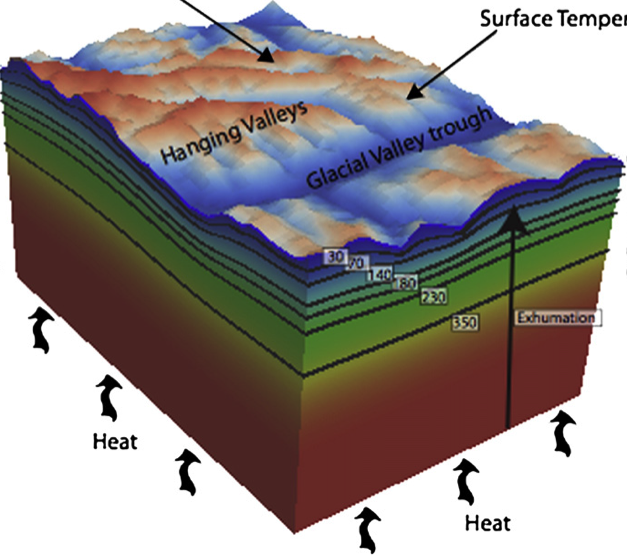 Surface Temper
Hanging Valleys
Glacial Valley trough
30
70
140
180
230
350
Exhumation
Heat
Heat